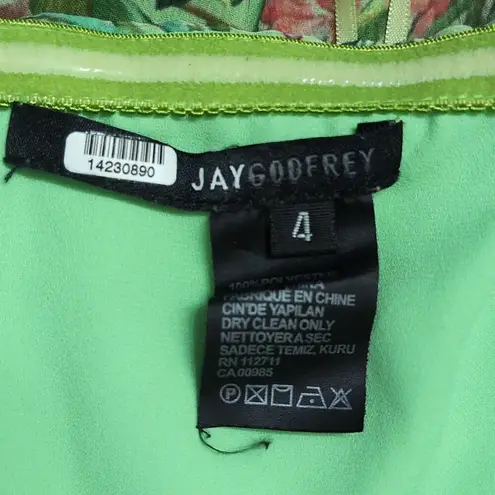 14230890
JAYGODFREY
4
100% POLYESTER
FABRIQUE EN CHINE
CIN'DE YAPILAN
DRY CLEAN ONLY
NETTOYER A SEC
SADECE TEMIZ, KURU
RN 112711
CA 00985
P